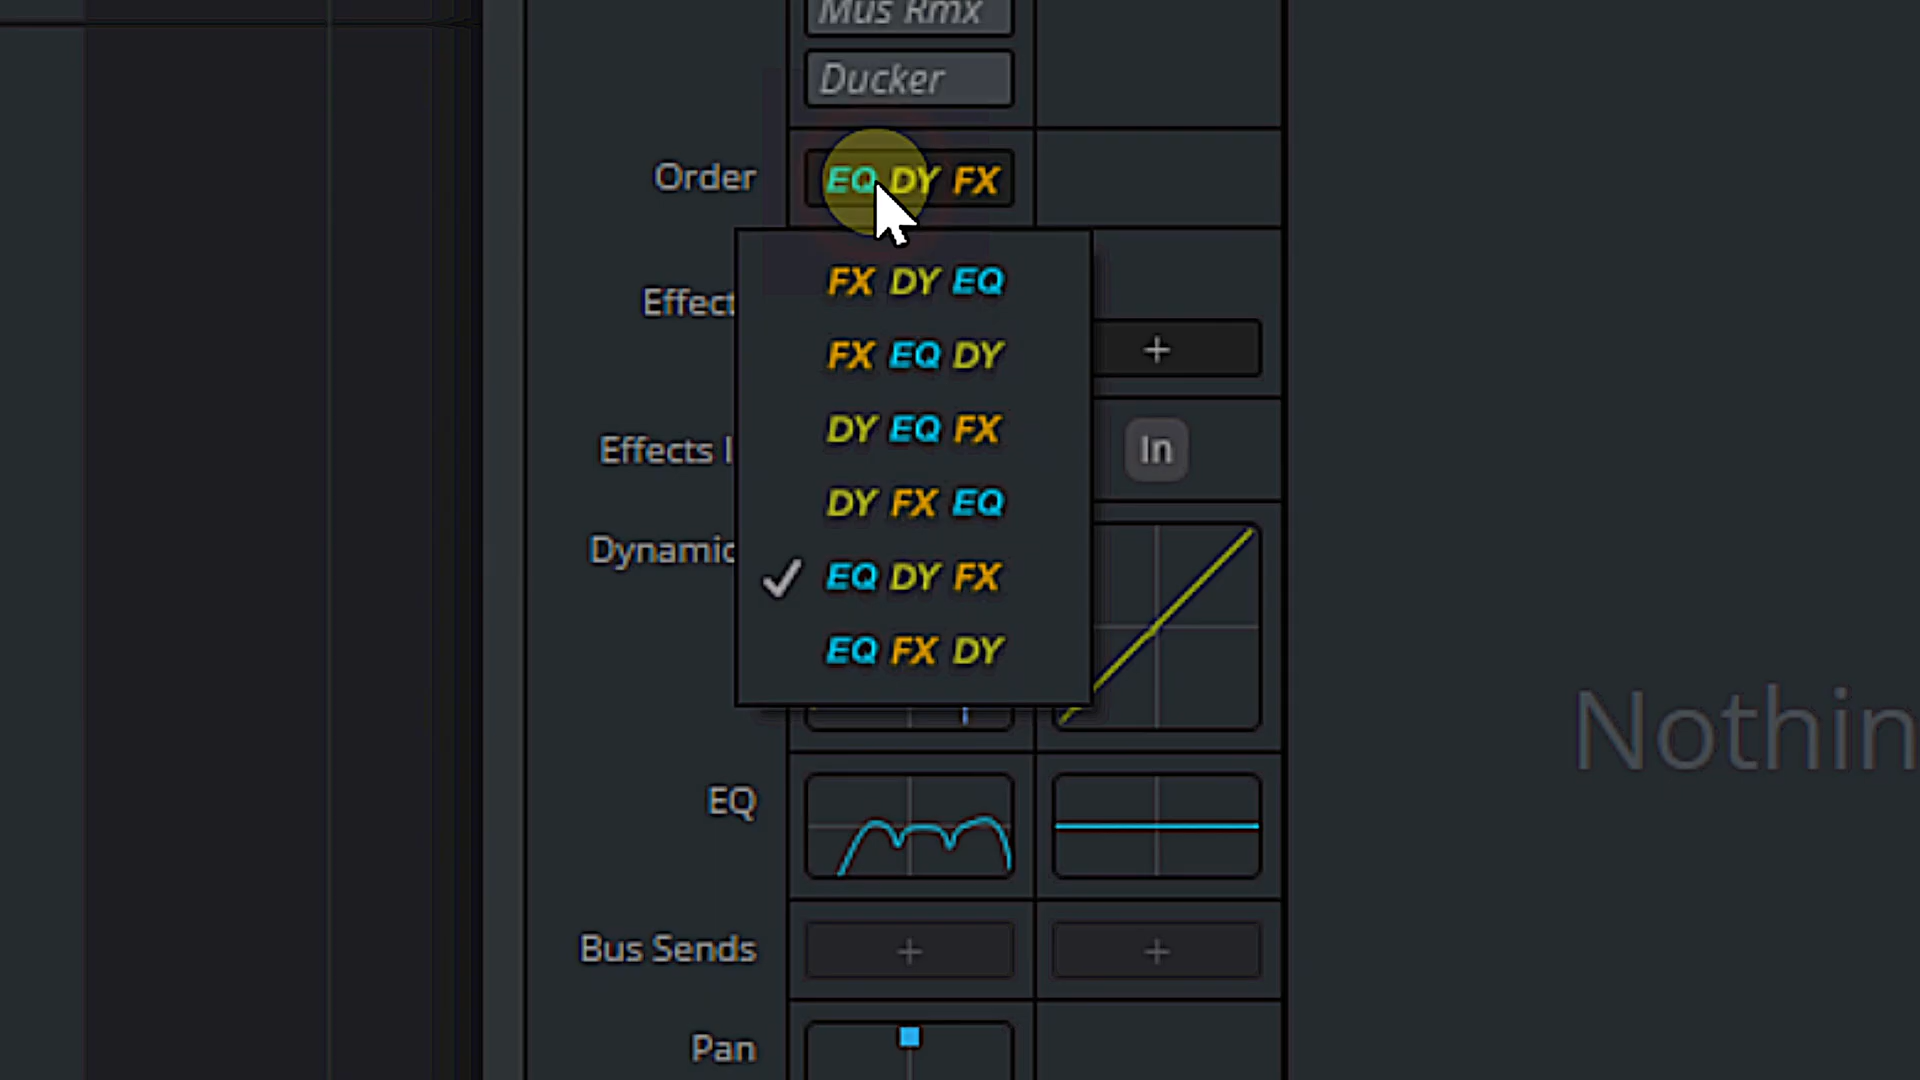 Mus Rmx
Ducker
Order
EQ DY FX
FX DY EQ
Effect
+
FX EQ DY
DY EQ FX
Effects I
In
DY FX EQ
Dynamic
EQ DY FX
EQ FX DY
Nothin
EQ
Bus Sends
+
+
Pan